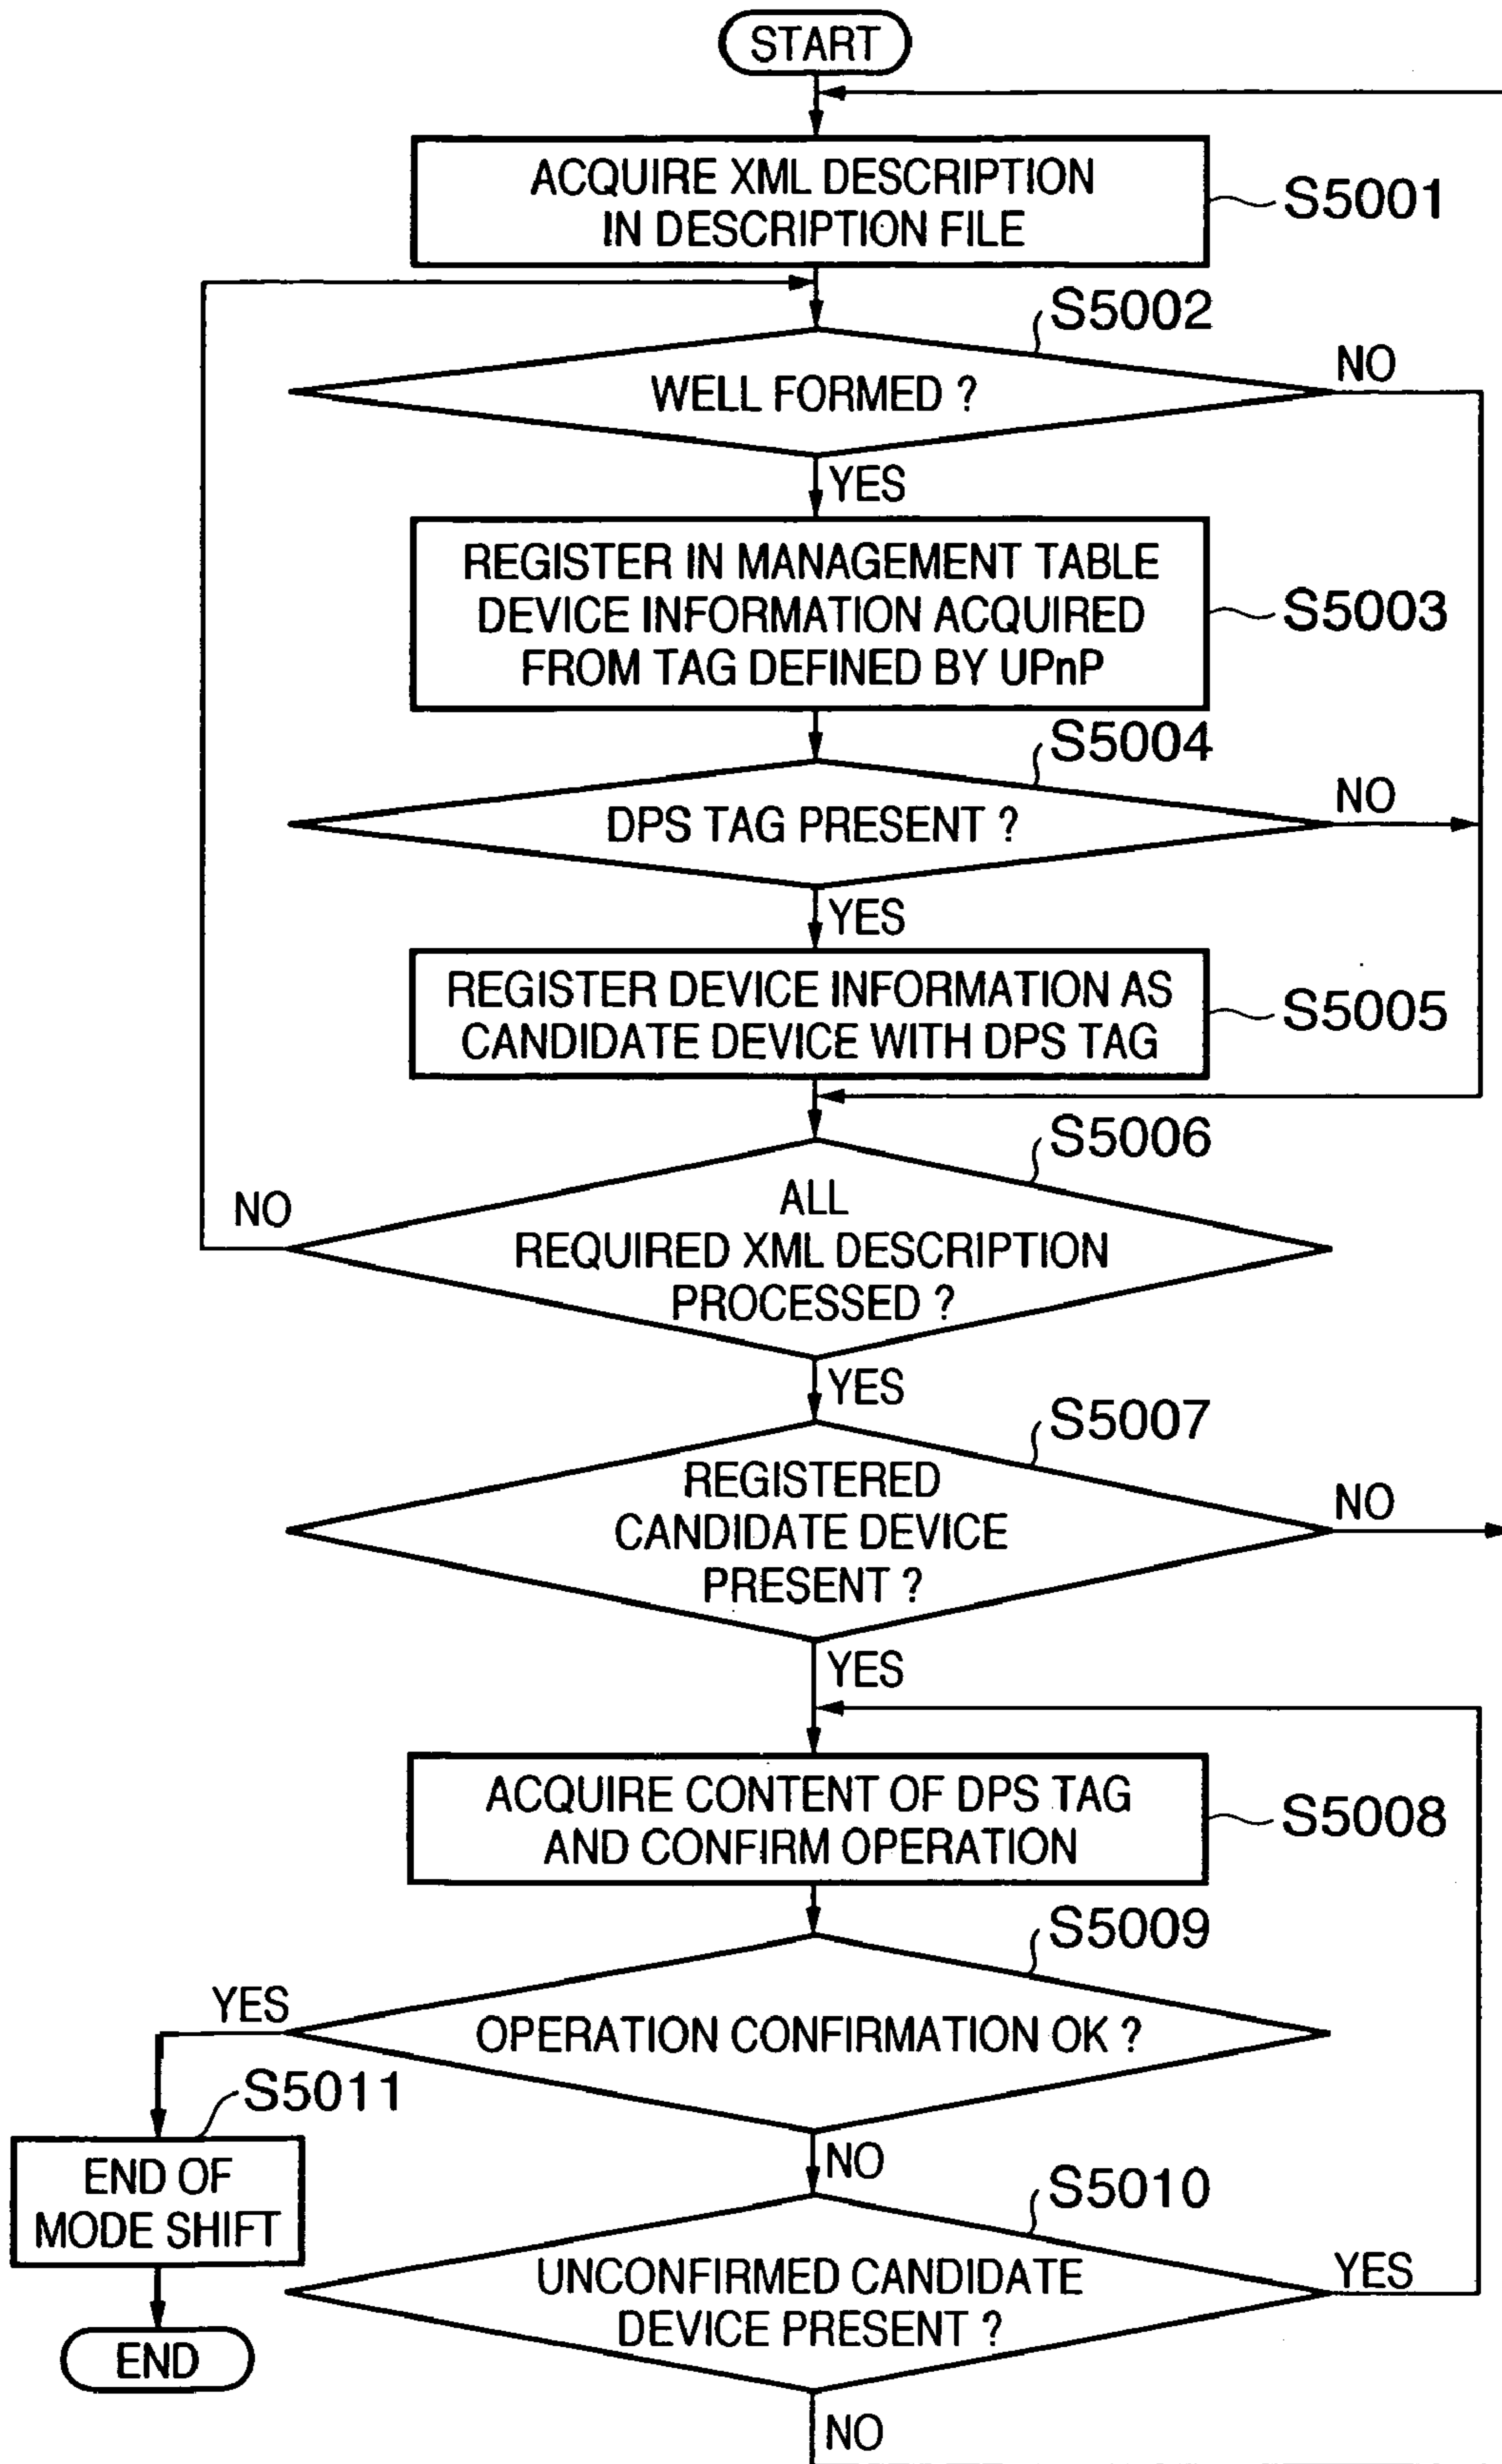 START
ACQUIRE XML DESCRIPTION
IN DESCRIPTION FILE
S5001
S5002
WELL FORMED ?
NO
YES
REGISTER IN MANAGEMENT TABLE
DEVICE INFORMATION ACQUIRED
FROM TAG DEFINED BY UPnP
S5003
S5004
DPS TAG PRESENT ?
NO
YES
REGISTER DEVICE INFORMATION AS
CANDIDATE DEVICE WITH DPS TAG
S5005
S5006
ALL
REQUIRED XML DESCRIPTION
PROCESSED ?
NO
YES
S5007
REGISTERED
CANDIDATE DEVICE
PRESENT ?
NO
YES
ACQUIRE CONTENT OF DPS TAG
AND CONFIRM OPERATION
S5008
S5009
OPERATION CONFIRMATION OK ?
YES
NO
S5011
END OF
MODE SHIFT
END
S5010
UNCONFIRMED CANDIDATE
DEVICE PRESENT ?
YES
NO